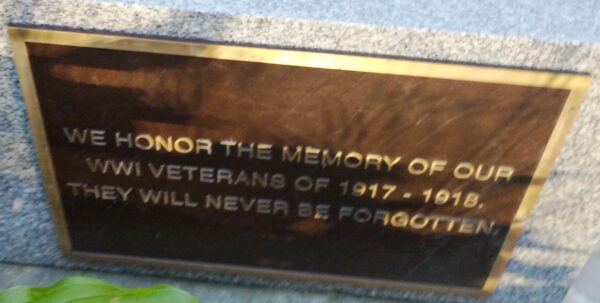 WE HONOR THE MEMORY OF OUR
WWI VETERANS OF 1917 - 1918.
THEY WILL NEVER BE FORGOTTEN.